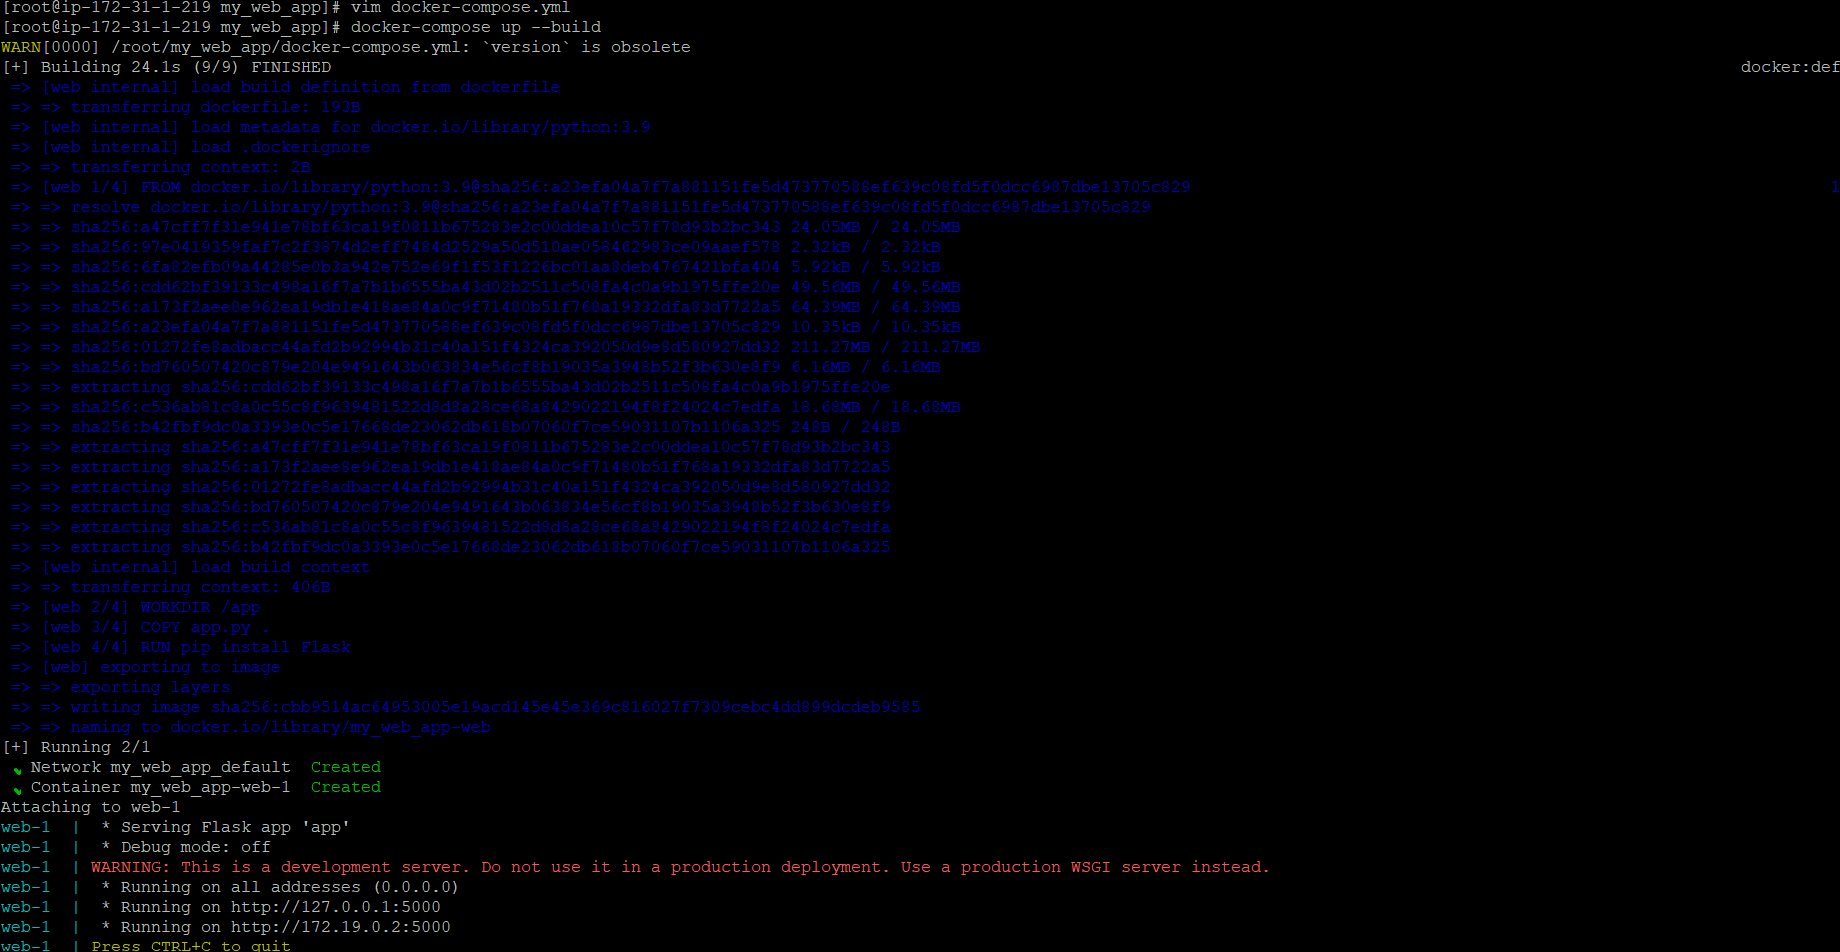 [root@ip-172-31-1-219 my_web_app]# vim docker-compose.yml
[root@ip-172-31-1-219 my_web_app]# docker-compose up --build
WARN[0000] /root/my_web_app/docker-compose.yml: `version` is obsolete
[+] Building 24.1s (9/9) FINISHED docker:def
=> [web internal] load build definition from dockerfile
=> => transferring dockerfile: 193B
=> [web internal] load metadata for docker.io/library/python:3.9
=> [web internal] load .dockerignore
=> => transferring context: 2B
=> [web 1/4] FROM docker.io/library/python:3.9@sha256:a23efa04a7f7a881151fe5d473770588ef639c08fd5f0dcc6987dbe13705c829 1
=> => resolve docker.io/library/python:3.9@sha256:a23efa04a7f7a881151fe5d473770588ef639c08fd5f0dcc6987dbe13705c829
=> => sha256:a47cff7f31e941e78bf63ca19f0811b675283e2c00ddea10c57f78d93b2bc343 24.05MB / 24.05MB
=> => sha256:97e0419359faf7c2f3874d2eff7484d2529a50d510ae058462983ce09aaef578 2.32kB / 2.32kB
=> => sha256:6fa82efb09a44285e0b3a942e752e69f1f53f1226bc01aa8deb4767421bfa404 5.92kB / 5.92kB
=> => sha256:cdd62bf39133c498a16f7a7b1b6555ba43d02b2511c508fa4c0a9b1975ffe20e 49.56MB / 49.56MB
=> => sha256:a173f2aee8e962ea19db1e418ae84a0c9f71480b51f768a19332dfa83d7722a5 64.39MB / 64.39MB
=> => sha256:a23efa04a7f7a881151fe5d473770588ef639c08fd5f0dcc6987dbe13705c829 10.35kB / 10.35kB
=> => sha256:01272fe8adbacc44afd2b92994b31c40a151f4324ca392050d9e8d580927dd32 211.27MB / 211.27MB
=> => sha256:bd760507420c879e204e9491643b063834e56cf8b19035a3948b52f3b630e8f9 6.16MB / 6.16MB
=> => extracting sha256:cdd62bf39133c498a16f7a7b1b6555ba43d02b2511c508fa4c0a9b1975ffe20e
=> => sha256:c536ab81c8a0c55c8f9639481522d8d8a28ce68a8429022194f8f24024c7edfa 18.68MB / 18.68MB
=> => sha256:b42fbf9dc0a3393e0c5e17668de23062db618b07060f7ce59031107b1106a325 248B / 248B
=> => extracting sha256:a47cff7f31e941e78bf63ca19f0811b675283e2c00ddea10c57f78d93b2bc343
=> => extracting sha256:a173f2aee8e962ea19db1e418ae84a0c9f71480b51f768a19332dfa83d7722a5
=> => extracting sha256:01272fe8adbacc44afd2b92994b31c40a151f4324ca392050d9e8d580927dd32
=> => extracting sha256:bd760507420c879e204e9491643b063834e56cf8b19035a3948b52f3b630e8f9
=> => extracting sha256:c536ab81c8a0c55c8f9639481522d8d8a28ce68a8429022194f8f24024c7edfa
=> => extracting sha256:b42fbf9dc0a3393e0c5e17668de23062db618b07060f7ce59031107b1106a325
=> [web internal] load build context
=> => transferring context: 406B
=> [web 2/4] WORKDIR /app
=> [web 3/4] COPY app.py .
=> [web 4/4] RUN pip install Flask
=> [web] exporting to image
=> => exporting layers
=> => writing image sha256:cbb9514ac64953005e19acd145e45e369c816027f7309cebc4dd899dcdeb9585
=> => naming to docker.io/library/my_web_app-web
[+] Running 2/1
✔ Network my_web_app_default Created
✔ Container my_web_app-web-1 Created
Attaching to web-1
web-1 | * Serving Flask app 'app'
web-1 | * Debug mode: off
web-1 | WARNING: This is a development server. Do not use it in a production deployment. Use a production WSGI server instead.
web-1 | * Running on all addresses (0.0.0.0)
web-1 | * Running on http://127.0.0.1:5000
web-1 | * Running on http://172.19.0.2:5000
web-1 | Press CTRL+C to quit